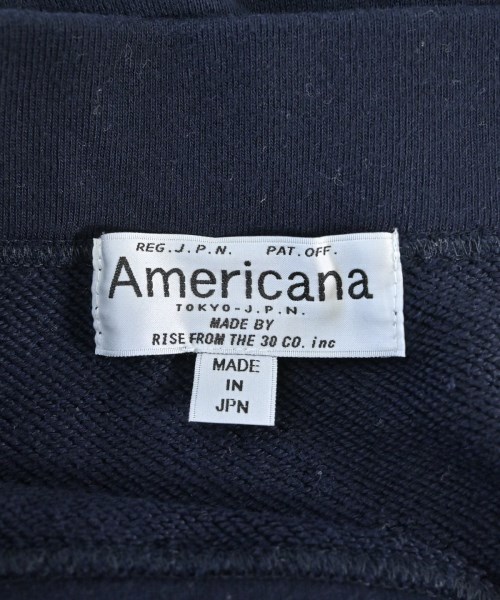 REG.J.P.N. PAT.OFF.
Americana
TOKYO-J.P.N.
MADE BY
RISE FROM THE 30 CO. inc
MADE
IN
JPN